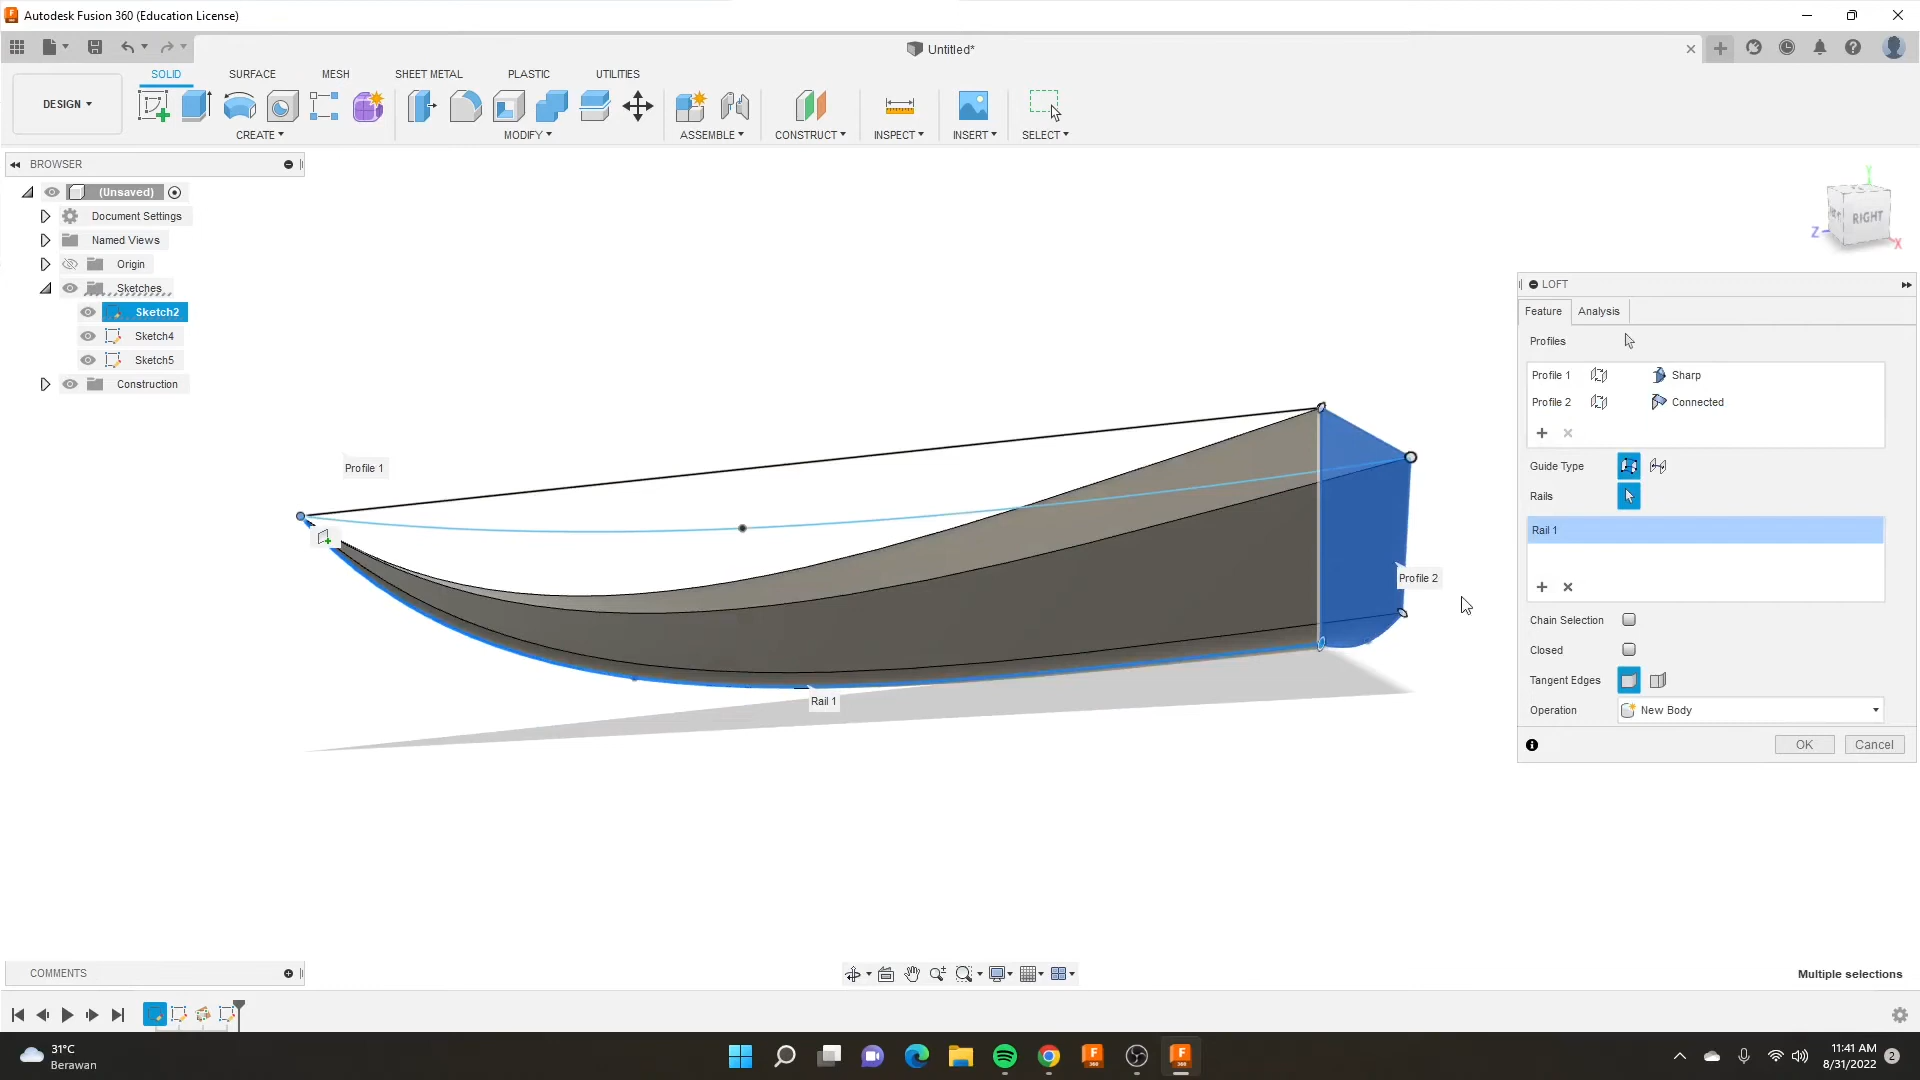 Autodesk Fusion 360 (Education License)
Untitled*
SOLID SURFACE MESH SHEET METAL PLASTIC UTILITIES
DESIGN
CREATE MODIFY ASSEMBLE CONSTRUCT INSPECT INSERT SELECT
BROWSER
(Unsaved)
Document Settings
Named Views
Origin
Sketches
Sketch2
Sketch4
Sketch5
Construction
Y
RIGHT
Z
X
Profile 1
Profile 2
Rail 1
LOFT
Feature Analysis
Profiles
Profile 1 Sharp
Profile 2 Connected
Guide Type
Rails
Rail 1
Chain Selection
Closed
Tangent Edges
Operation New Body
OK Cancel
COMMENTS
Multiple selections
31°C
Berawan
F
360
F
360
11:41 AM
8/31/2022
2